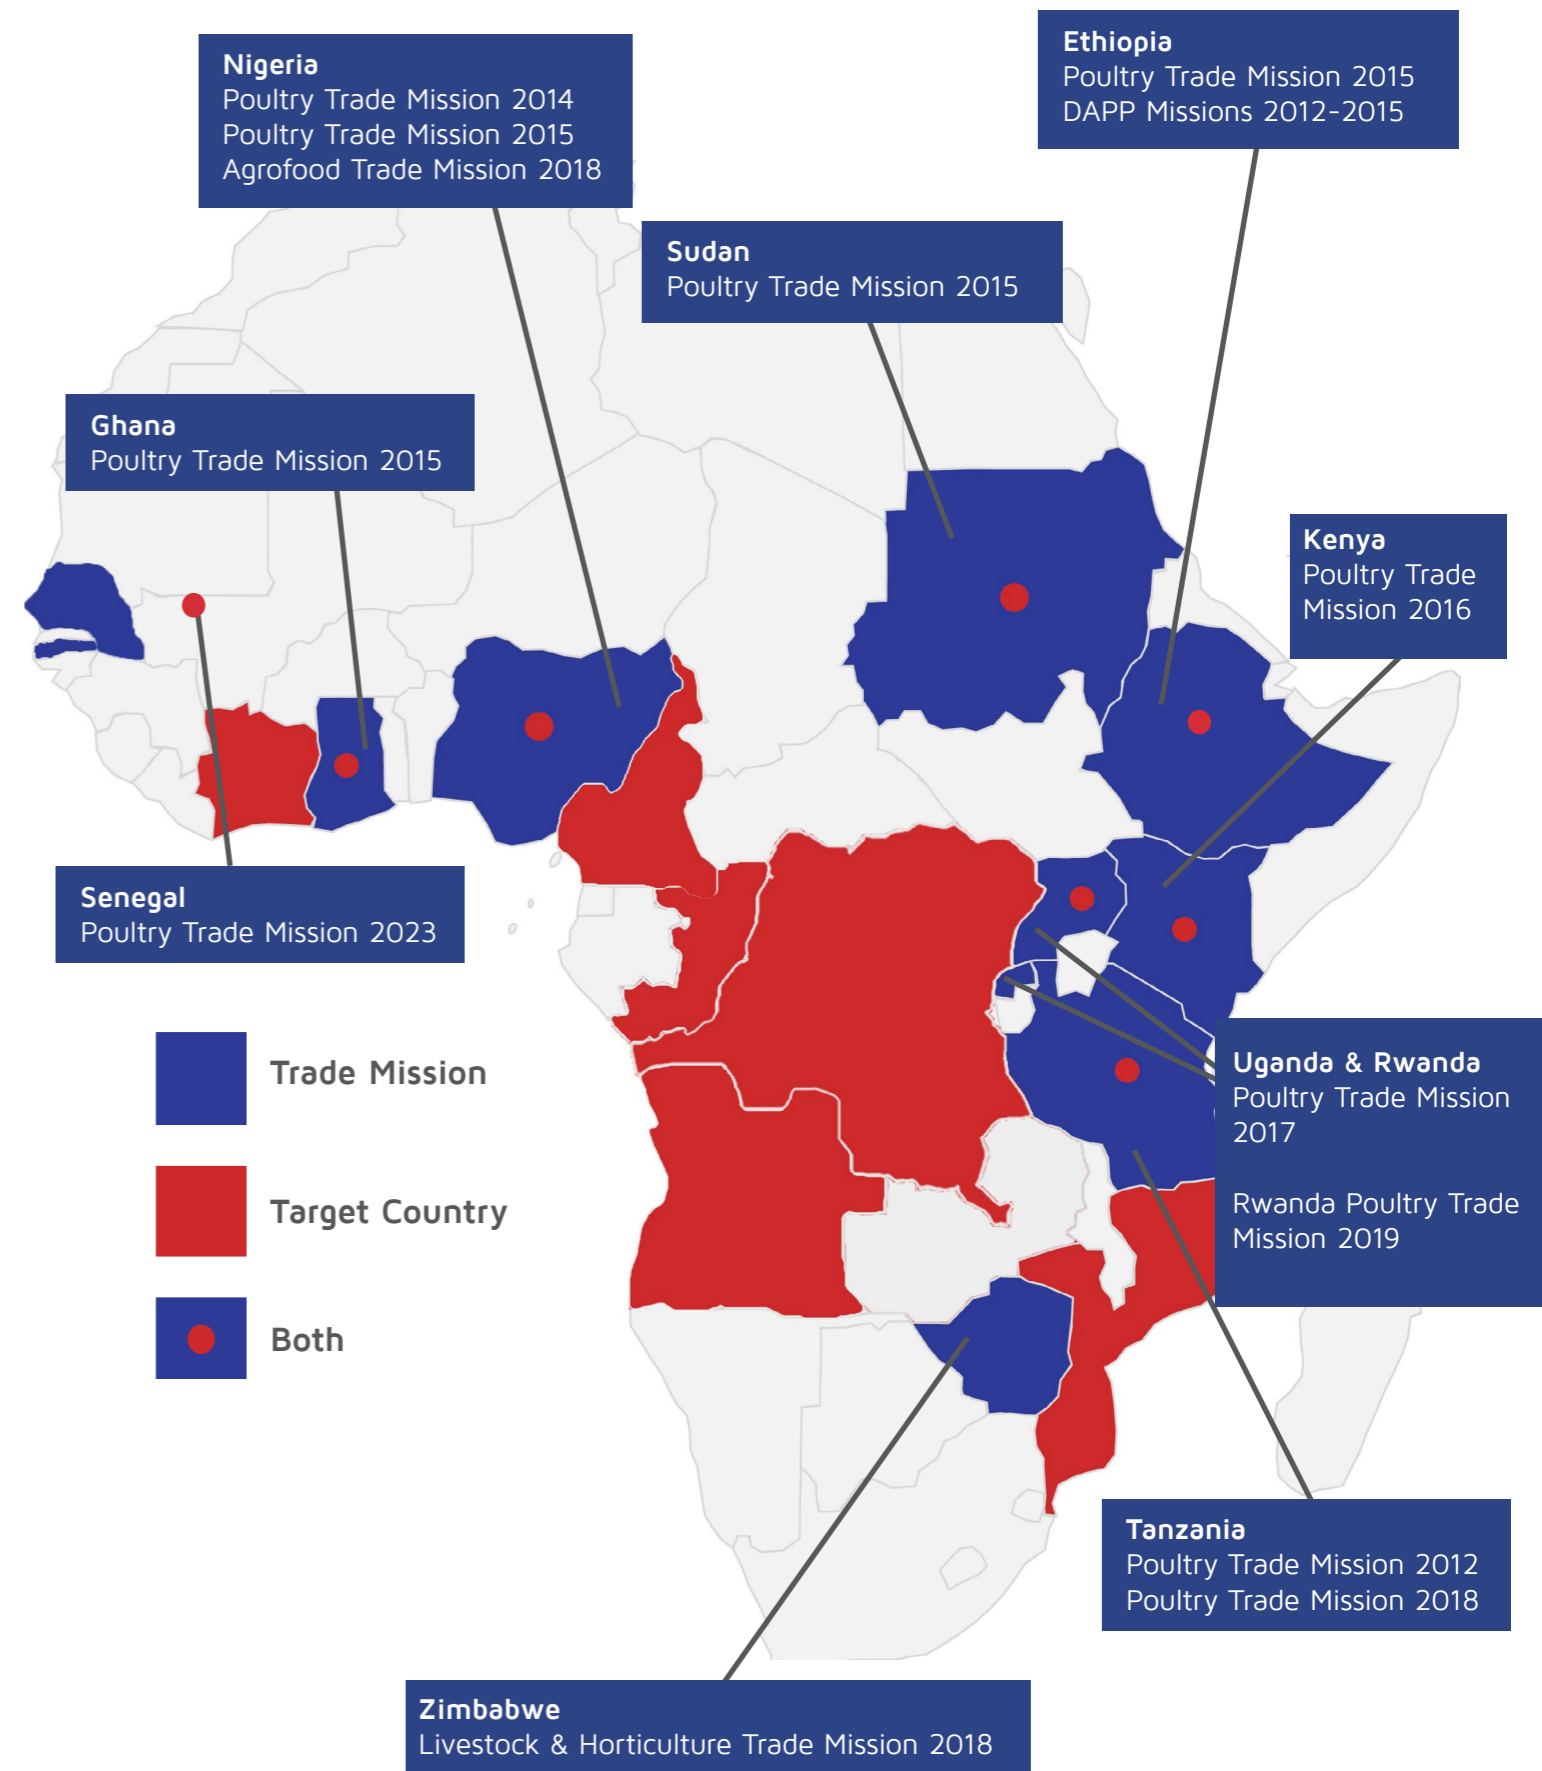 Nigeria
Poultry Trade Mission 2014
Poultry Trade Mission 2015
Agrofood Trade Mission 2018
Ethiopia
Poultry Trade Mission 2015
DAPP Missions 2012-2015
Sudan
Poultry Trade Mission 2015
Ghana
Poultry Trade Mission 2015
Kenya
Poultry Trade
Mission 2016
Senegal
Poultry Trade Mission 2023
Trade Mission
Target Country
Both
Uganda & Rwanda
Poultry Trade Mission
2017
Rwanda Poultry Trade
Mission 2019
Tanzania
Poultry Trade Mission 2012
Poultry Trade Mission 2018
Zimbabwe
Livestock & Horticulture Trade Mission 2018